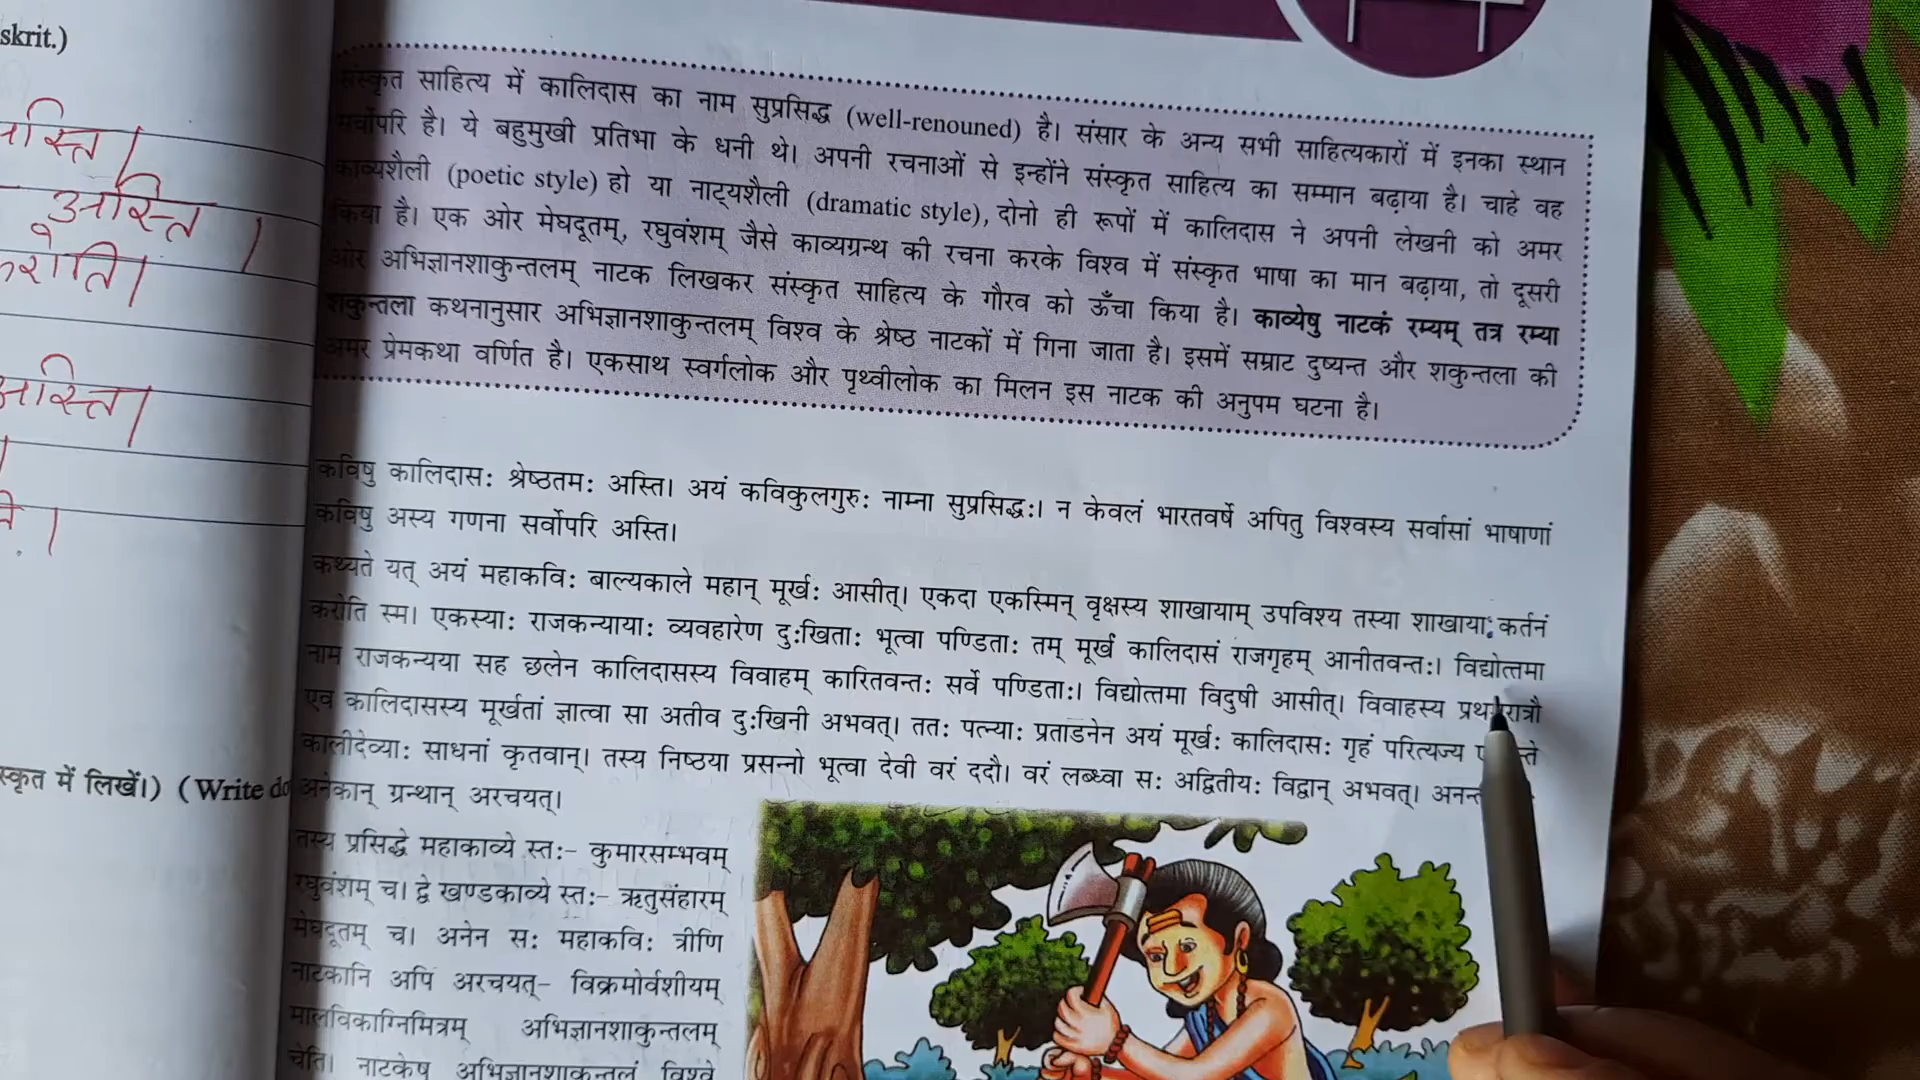 skrit.)
अस्ति।
अस्ति।
करोति।
अस्ति।
स्कृत में लिखें।) (Write do
संस्कृत साहित्य में कालिदास का नाम सुप्रसिद्ध (well-renouned) है। संसार के अन्य सभी साहित्यकारों में इनका स्थान
सर्वोपरि है। ये बहुमुखी प्रतिभा के धनी थे। अपनी रचनाओं से इन्होंने संस्कृत साहित्य का सम्मान बढ़ाया है। चाहे वह
काव्यशैली (poetic style) हो या नाट्यशैली (dramatic style), दोनो ही रूपों में कालिदास ने अपनी लेखनी को अमर
किया है। एक ओर मेघदूतम्, रघुवंशम् जैसे काव्यग्रन्थ की रचना करके विश्व में संस्कृत भाषा का मान बढ़ाया, तो दूसरी
ओर अभिज्ञानशाकुन्तलम् नाटक लिखकर संस्कृत साहित्य के गौरव को ऊँचा किया है। काव्येषु नाटकं रम्यम् तत्र रम्या
शकुन्तला कथनानुसार अभिज्ञानशाकुन्तलम् विश्व के श्रेष्ठ नाटकों में गिना जाता है। इसमें सम्राट दुष्यन्त और शकुन्तला की
अमर प्रेमकथा वर्णित है। एकसाथ स्वर्गलोक और पृथ्वीलोक का मिलन इस नाटक की अनुपम घटना है।
कविषु कालिदासः श्रेष्ठतमः अस्ति। अयं कविकुलगुरुः नाम्ना सुप्रसिद्धः। न केवलं भारतवर्षे अपितु विश्वस्य सर्वासां भाषाणां
कविषु अस्य गणना सर्वोपरि अस्ति।
कथ्यते यत् अयं महाकविः बाल्यकाले महान् मूर्खः आसीत्। एकदा एकस्मिन् वृक्षस्य शाखायाम् उपविश्य तस्या शाखायाः कर्तनं
करोति स्म। एकस्याः राजकन्यायाः व्यवहारेण दुःखिताः भूत्वा पण्डिताः तम् मूर्खं कालिदासं राजगृहम् आनीतवन्तः। विद्योत्तमा
नाम राजकन्यया सह छलेन कालिदासस्य विवाहम् कारितवन्तः सर्वे पण्डिताः। विद्योत्तमा विदुषी आसीत्। विवाहस्य प्रथमरात्रौ
एव कालिदासस्य मूर्खतां ज्ञात्वा सा अतीव दुःखिनी अभवत्। ततः पत्न्याः प्रताडनेन अयं मूर्खः कालिदासः गृहं परित्यज्य
कालीदेव्याः साधनां कृतवान्। तस्य निष्ठया प्रसन्नो भूत्वा देवी वरं ददौ। वरं लब्ध्वा सः अद्वितीयः विद्वान् अभवत्।
अनेकान् ग्रन्थान् अरचयत्।
तस्य प्रसिद्धे महाकाव्ये स्तः– कुमारसम्भवम्
रघुवंशम् च। द्वे खण्डकाव्ये स्तः– ऋतुसंहारम्
मेघदूतम् च। अनेन सः महाकविः त्रीणि
नाटकानि अपि अरचयत्– विक्रमोर्वशीयम्
मालविकाग्निमित्रम् अभिज्ञानशाकुन्तलम्
चेति। नाटकेषु अभिज्ञानशाकुन्तलं विश्वे